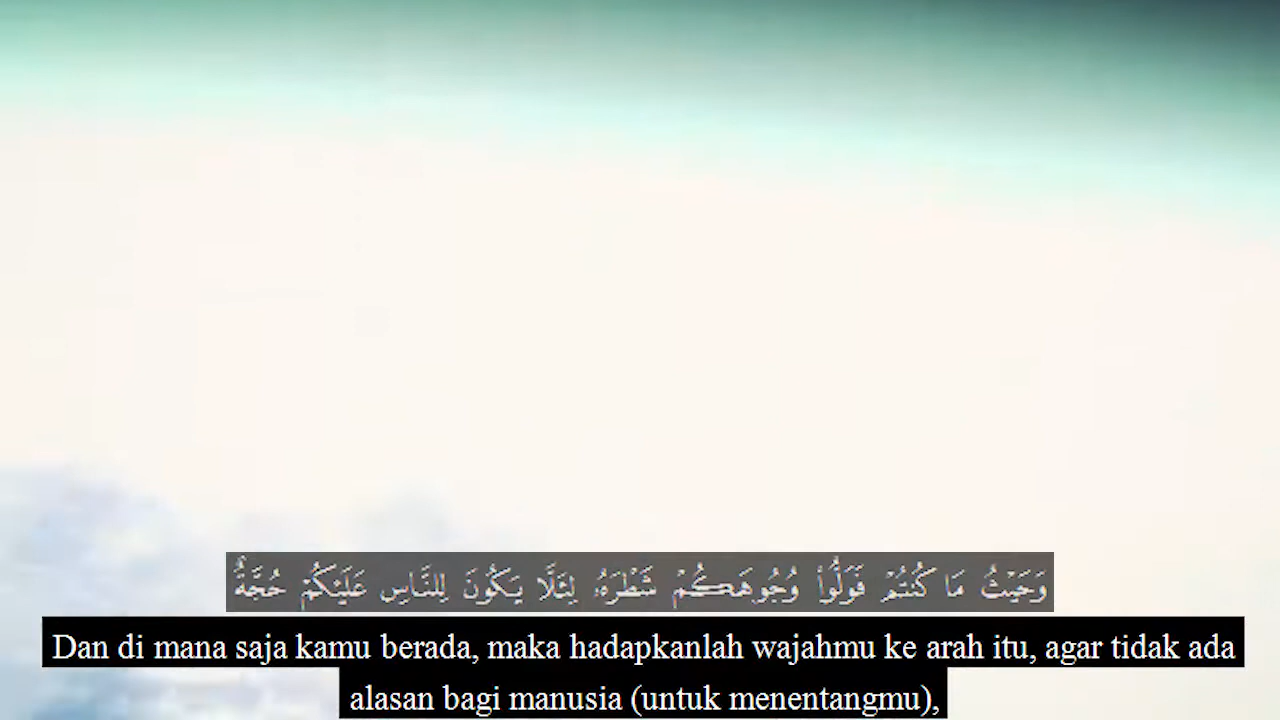 وَحَيْثُ مَا كُنتُمْ فَوَلُّوا۟ وُجُوهَكُمْ شَطْرَهُۥ لِئَلَّا يَكُونَ لِلنَّاسِ عَلَيْكُمْ حُجَّةٌ
Dan di mana saja kamu berada, maka hadapkanlah wajahmu ke arah itu, agar tidak ada
alasan bagi manusia (untuk menentangmu),